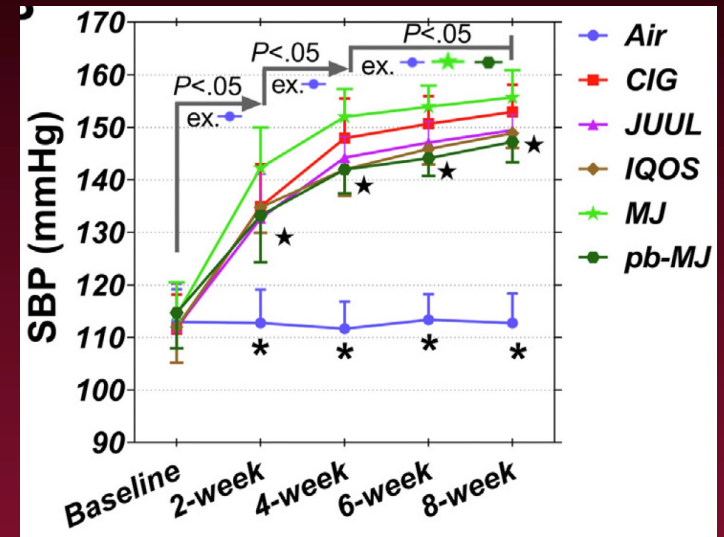 170
160
150
140
130
120
110
100
90
SBP (mmHg)
P<.05
ex.
P<.05
ex.
P<.05
ex.
* * * *
Baseline
2-week
4-week
6-week
8-week
Air
CIG
JUUL
IQOS
MJ
pb-MJ